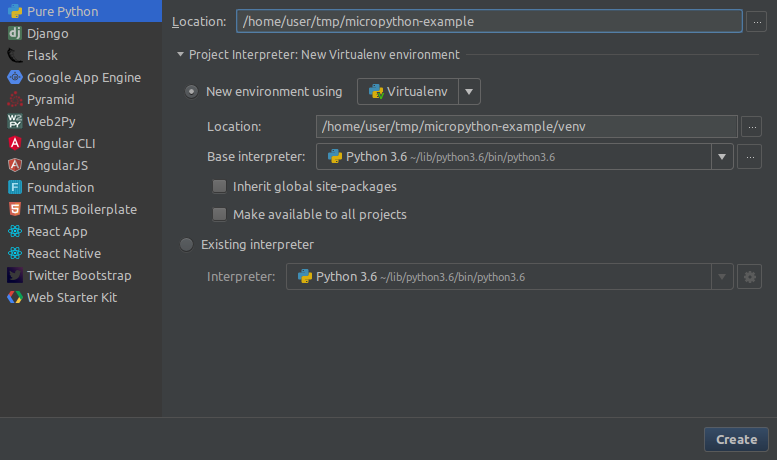 Pure Python
Django
Flask
Google App Engine
Pyramid
Web2Py
Angular CLI
AngularJS
Foundation
HTML5 Boilerplate
React App
React Native
Twitter Bootstrap
Web Starter Kit
Location: /home/user/tmp/micropython-example ...
Project Interpreter: New Virtualenv environment
New environment using Virtualenv
Location: /home/user/tmp/micropython-example/venv ...
Base interpreter: Python 3.6 ~/lib/python3.6/bin/python3.6 ...
Inherit global site-packages
Make available to all projects
Existing interpreter
Interpreter: Python 3.6 ~/lib/python3.6/bin/python3.6
Create